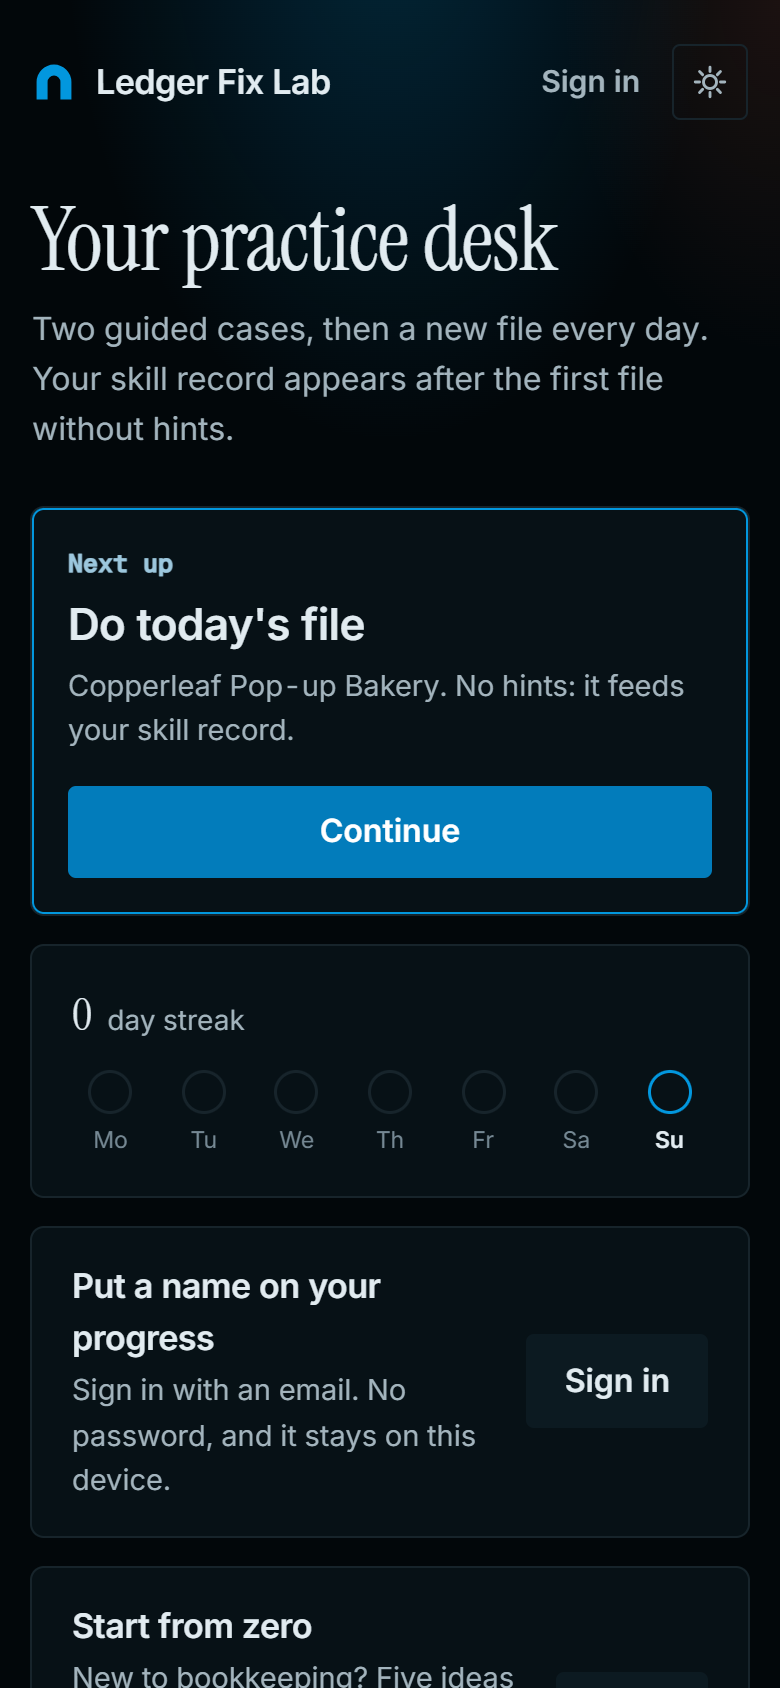 Ledger Fix Lab
Sign in
Your practice desk
Two guided cases, then a new file every day.
Your skill record appears after the first file
without hints.
Next up
Do today's file
Copperleaf Pop-up Bakery. No hints: it feeds
your skill record.
Continue
0 day streak
Mo Tu We Th Fr Sa Su
Put a name on your
progress
Sign in with an email. No
password, and it stays on this
device.
Sign in
Start from zero
New to bookkeeping? Five ideas